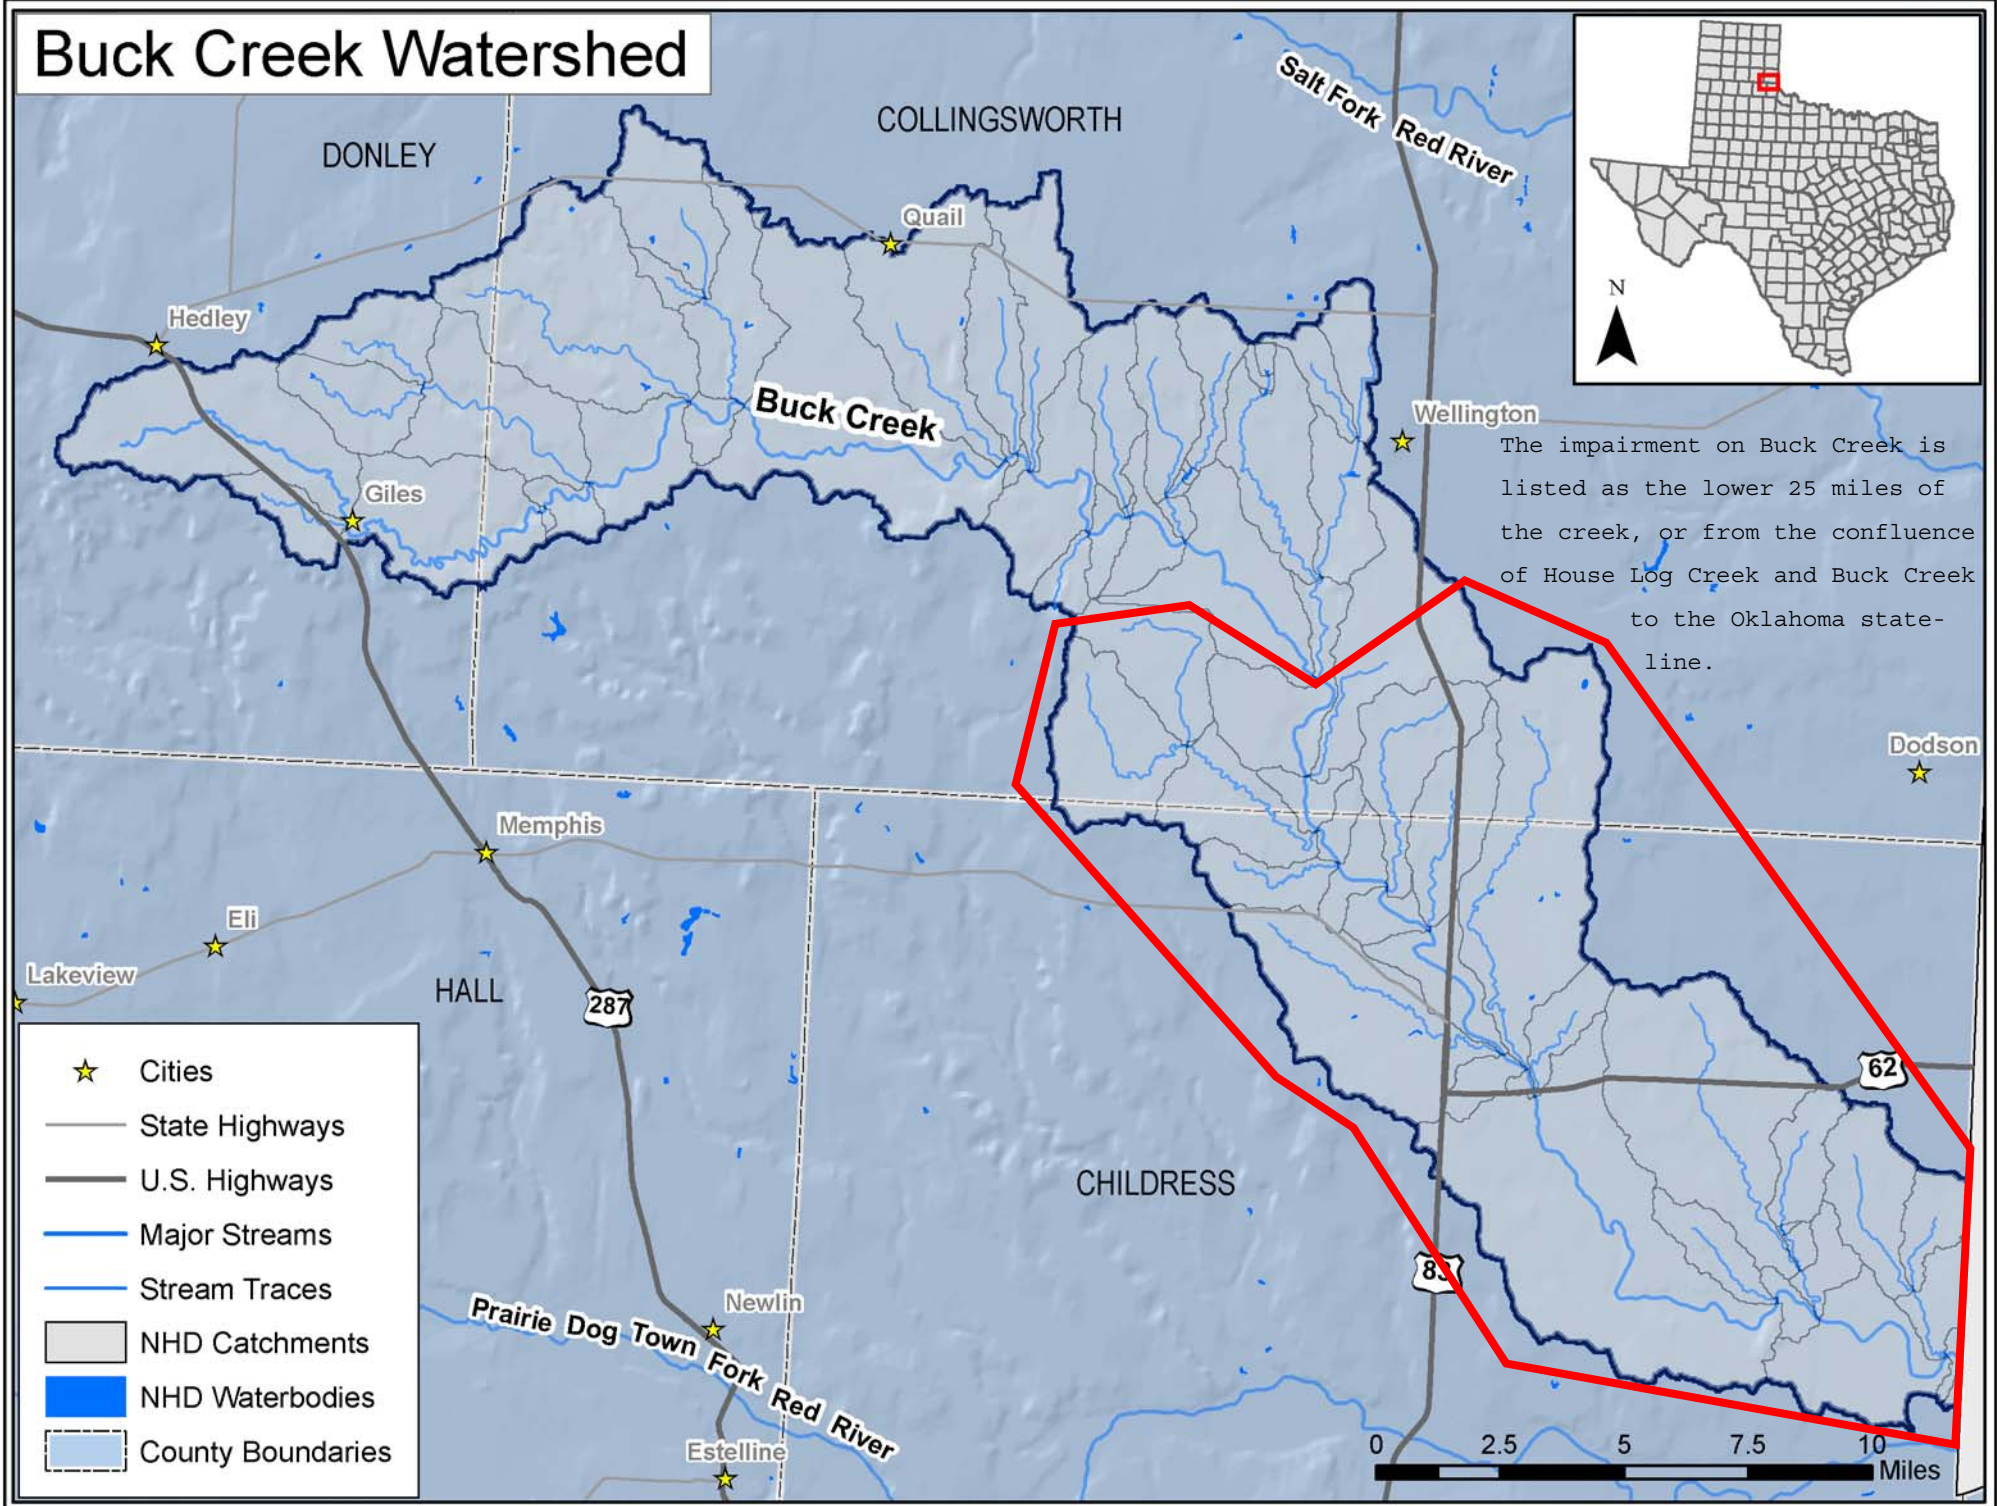 Buck Creek Watershed
COLLINGSWORTH
DONLEY
Salt Fork Red River
N
Quail
Hedley
Buck Creek
Wellington
The impairment on Buck Creek is
listed as the lower 25 miles of
the creek, or from the confluence
of House Log Creek and Buck Creek
to the Oklahoma state-
line.
Giles
Dodson
Memphis
Eli
Lakeview
HALL
287
62
CHILDRESS
83
Newlin
Prairie Dog Town Fork Red River
Estelline
Cities
State Highways
U.S. Highways
Major Streams
Stream Traces
NHD Catchments
NHD Waterbodies
County Boundaries
0 2.5 5 7.5 10
Miles